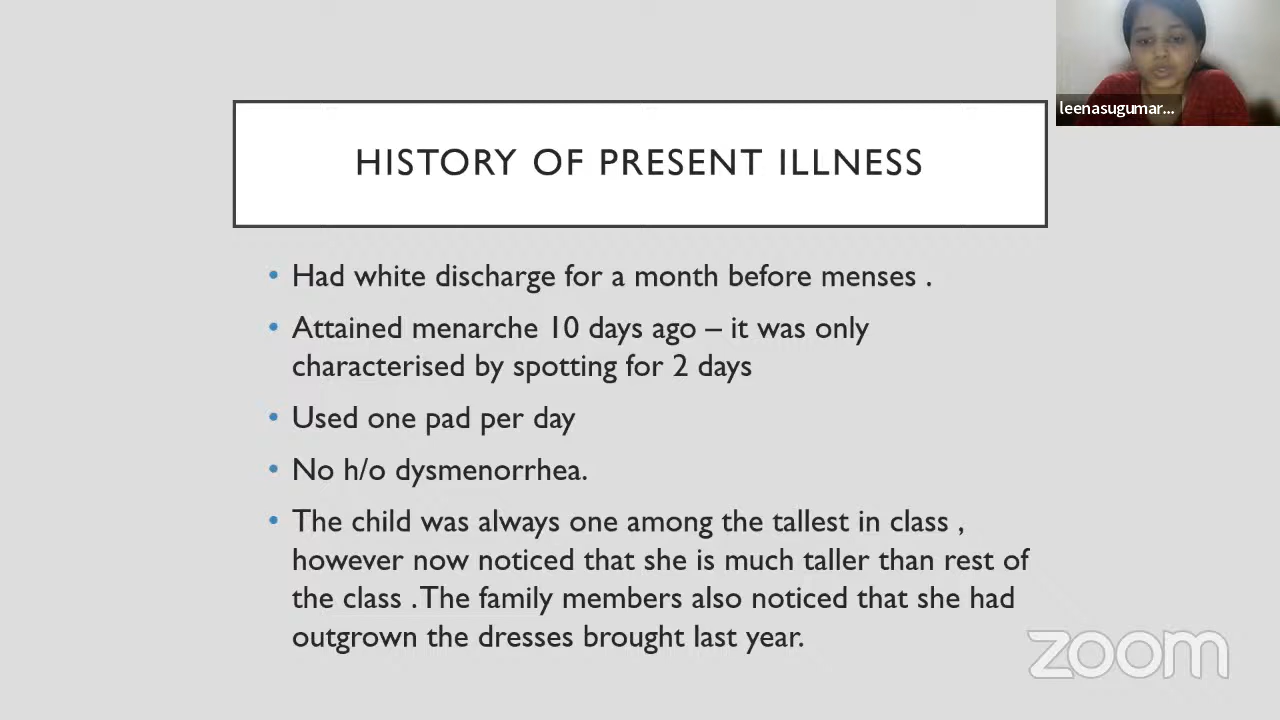 leenasugumar...
HISTORY OF PRESENT ILLNESS
• Had white discharge for a month before menses .
• Attained menarche 10 days ago – it was only
characterised by spotting for 2 days
• Used one pad per day
• No h/o dysmenorrhea.
• The child was always one among the tallest in class ,
however now noticed that she is much taller than rest of
the class .The family members also noticed that she had
outgrown the dresses brought last year.
zoom